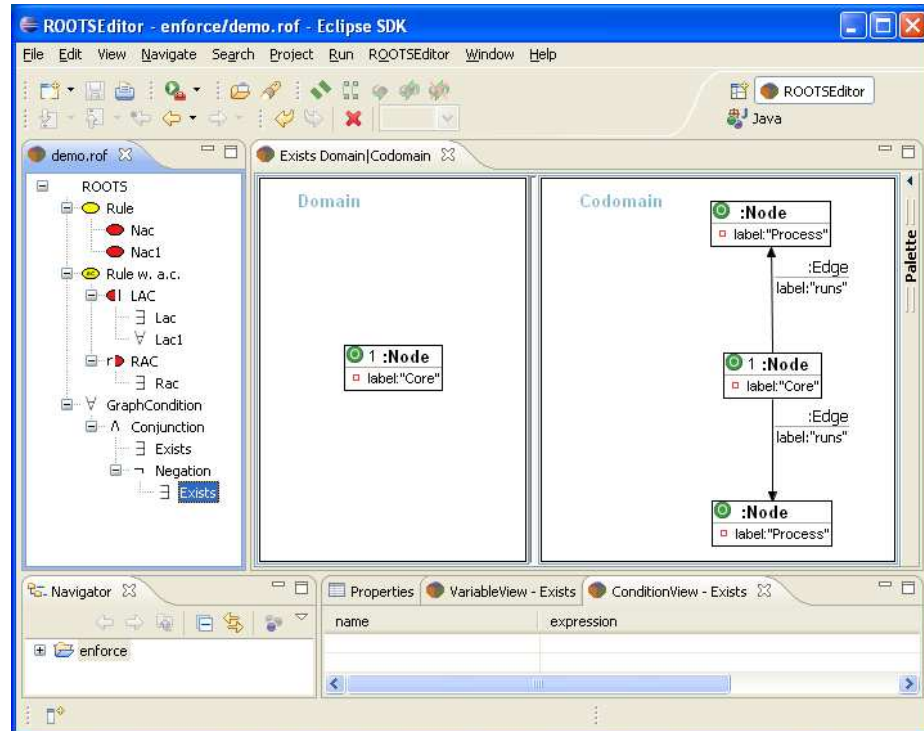 ROOTSEditor - enforce/demo.rof - Eclipse SDK
File Edit View Navigate Search Project Run ROOTSEditor Window Help
ROOTSEditor
Java
demo.rof
Exists Domain|Codomain
ROOTS
Rule
Nac
Nac1
Rule w. a.c.
LAC
∃ Lac
∀ Lac1
RAC
∃ Rac
∀ GraphCondition
∧ Conjunction
∃ Exists
¬ Negation
∃ Exists
Domain
1 :Node
label:"Core"
Codomain
:Node
label:"Process"
:Edge
label:"runs"
1 :Node
label:"Core"
:Edge
label:"runs"
:Node
label:"Process"
Palette
Navigator
enforce
Properties VariableView - Exists ConditionView - Exists
name expression